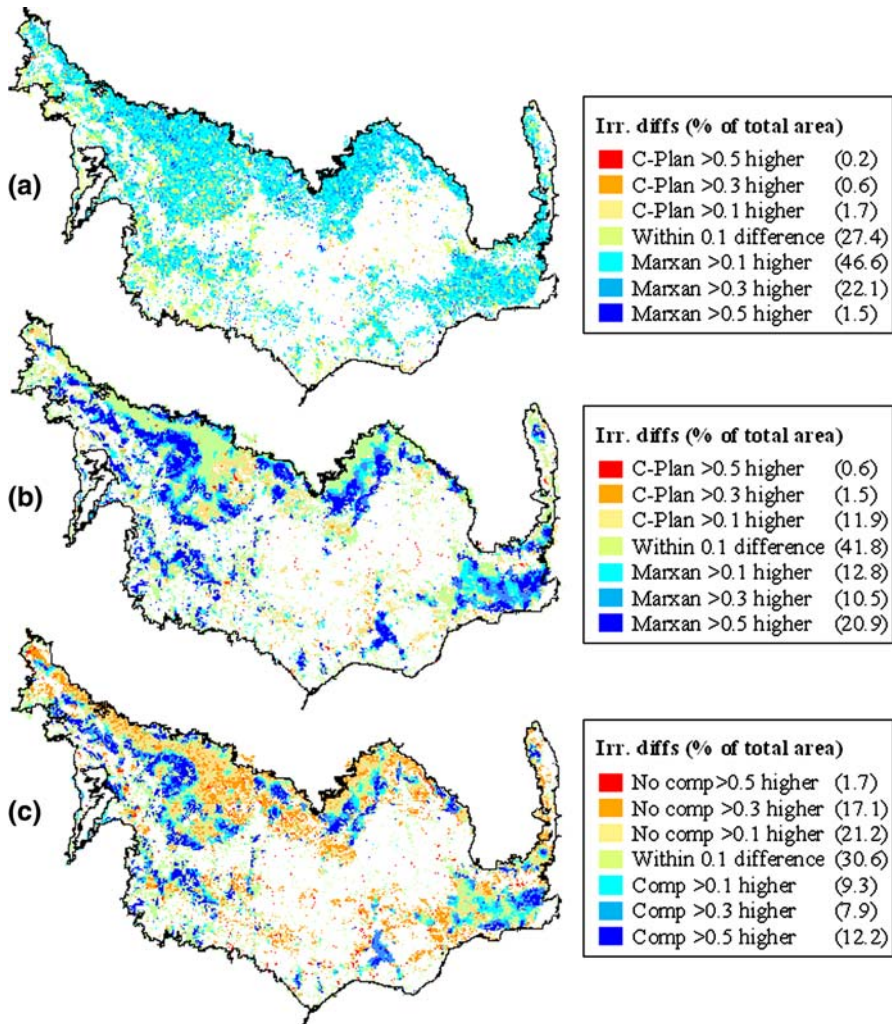 (a)
Irr. diffs (% of total area)
C-Plan >0.5 higher (0.2)
C-Plan >0.3 higher (0.6)
C-Plan >0.1 higher (1.7)
Within 0.1 difference (27.4)
Marxan >0.1 higher (46.6)
Marxan >0.3 higher (22.1)
Marxan >0.5 higher (1.5)
(b)
Irr. diffs (% of total area)
C-Plan >0.5 higher (0.6)
C-Plan >0.3 higher (1.5)
C-Plan >0.1 higher (11.9)
Within 0.1 difference (41.8)
Marxan >0.1 higher (12.8)
Marxan >0.3 higher (10.5)
Marxan >0.5 higher (20.9)
(c)
Irr. diffs (% of total area)
No comp>0.5 higher (1.7)
No comp >0.3 higher (17.1)
No comp >0.1 higher (21.2)
Within 0.1 difference (30.6)
Comp >0.1 higher (9.3)
Comp >0.3 higher (7.9)
Comp >0.5 higher (12.2)